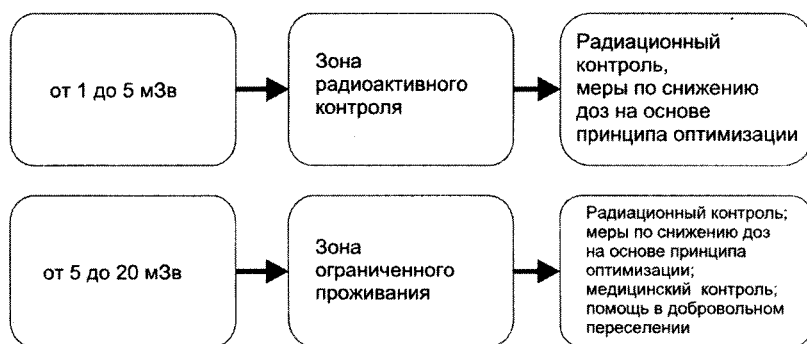 от 1 до 5 мЗв
Зона
радиоактивного
контроля
Радиационный
контроль,
меры по снижению
доз на основе
принципа оптимизации
от 5 до 20 мЗв
Зона
ограниченного
проживания
Радиационный контроль;
меры по снижению доз
на основе принципа
оптимизации;
медицинский контроль;
помощь в добровольном
переселении